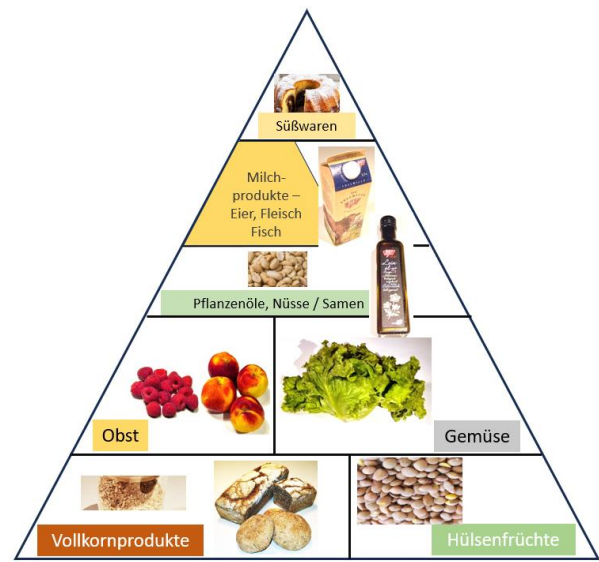 Süßwaren
Milch-
produkte –
Eier, Fleisch
Fisch
Pflanzenöle, Nüsse / Samen
Obst
Gemüse
Vollkornprodukte
Hülsenfrüchte